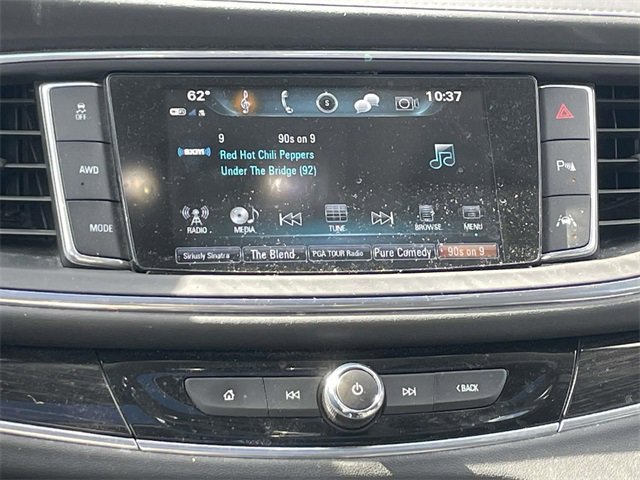 62°
S
10:37
OFF
AWD
MODE
9 90s on 9
((SXM))
Red Hot Chili Peppers
Under The Bridge (92)
P
RADIO
MEDIA
TUNE
BROWSE
MENU
Siriusly Sinatra
The Blend
PGA TOUR Radio
Pure Comedy
90s on 9
BACK